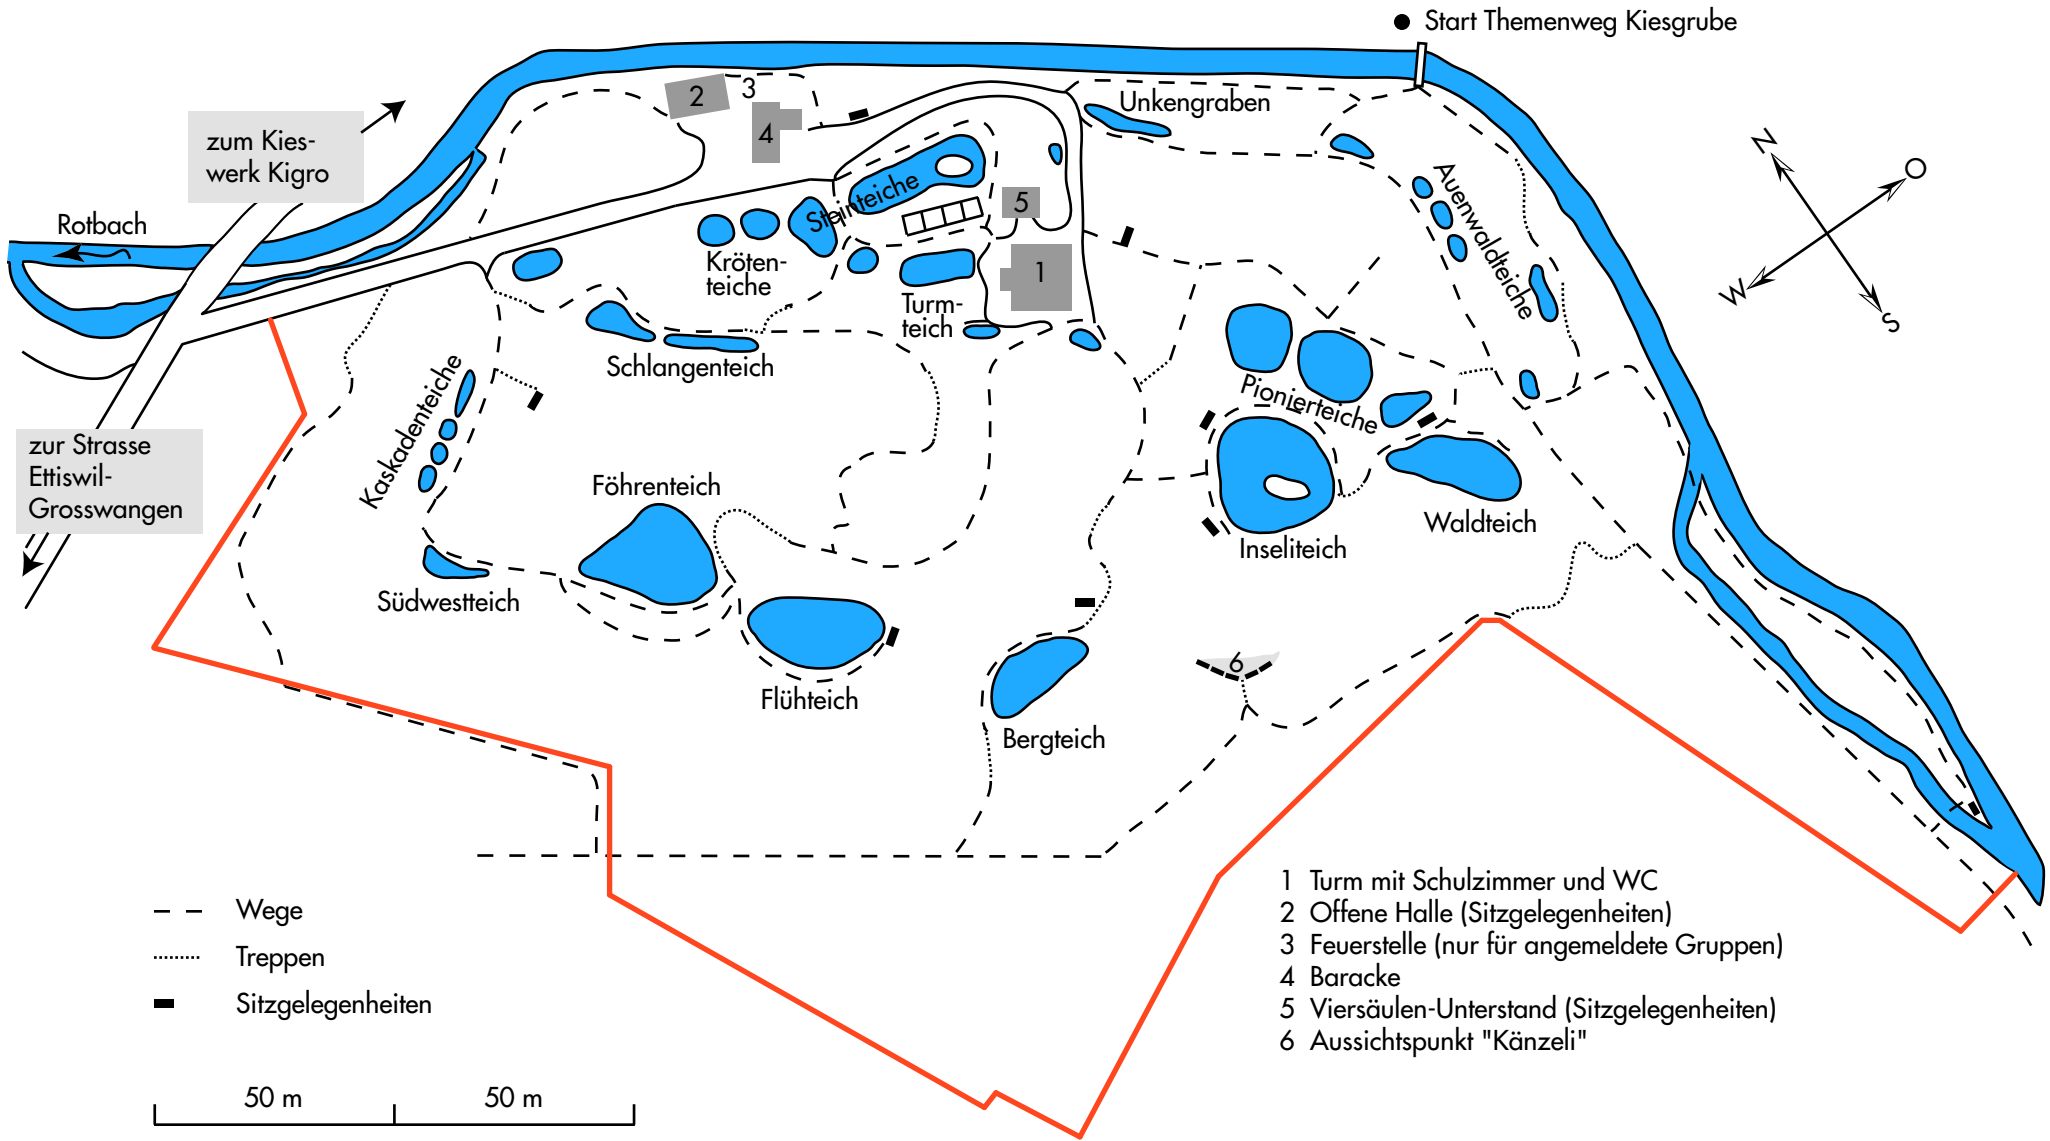 Start Themenweg Kiesgrube
zum Kies-
werk Kigro
Rotbach
zur Strasse
Ettiswil-
Grosswangen
2
3
4
Unkengraben
Steinteiche
5
Kröten-
teiche
1
Turm-
teich
Auenwaldteiche
N
O
W
S
Schlangenteich
Kaskadenteiche
Pionierteiche
Föhrenteich
Inseliteich
Waldteich
Südwestteich
Flühteich
Bergteich
6
Wege
Treppen
Sitzgelegenheiten
50 m
50 m
1 Turm mit Schulzimmer und WC
2 Offene Halle (Sitzgelegenheiten)
3 Feuerstelle (nur für angemeldete Gruppen)
4 Baracke
5 Viersäulen-Unterstand (Sitzgelegenheiten)
6 Aussichtspunkt "Känzeli"